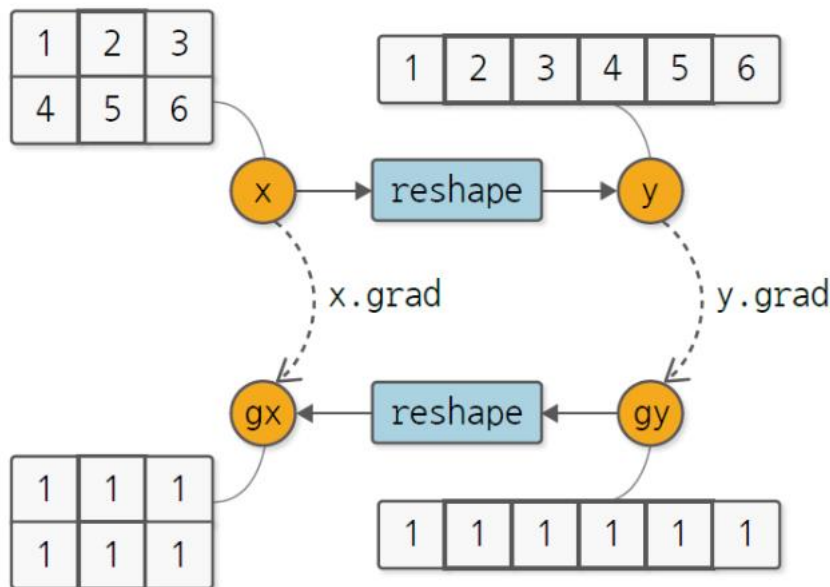 1 2 3
4 5 6
1 2 3 4 5 6
x reshape y
x.grad y.grad
gx reshape gy
1 1 1
1 1 1
1 1 1 1 1 1